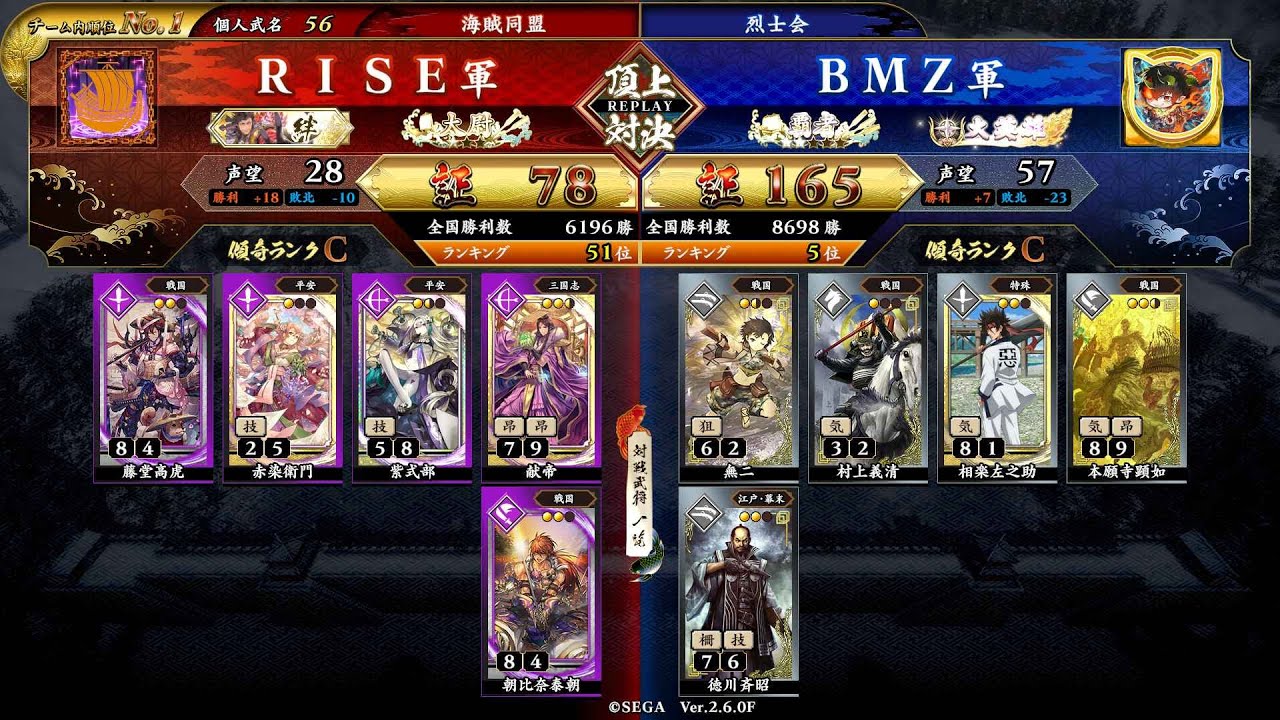 チーム内順位 No.1 個人武名 56
海賊同盟
烈士会
RISE軍
頂上
REPLAY
対決
BMZ軍
絆
太尉
覇者
声望 28
勝利 +18 敗北 -10
証 78
証 165
声望 57
勝利 +7 敗北 -23
全国勝利数 6196勝
全国勝利数 8698勝
傾奇ランクC
ランキング 51位
ランキング 5位
傾奇ランクC
戦国
8 4
藤堂高虎
平安
技
2 5
赤染衛門
平安
技
5 8
紫式部
三国志
昂 昂
7 9
献帝
対戦武将一覧
戦国
狙
6 2
無二
戦国
気
3 2
村上義清
特殊
悪
気
8 1
相楽左之助
戦国
気 昂
8 9
本願寺顕如
戦国
8 4
朝比奈泰朝
江戸・幕末
柵 技
7 6
徳川斉昭
©SEGA Ver.2.6.0F